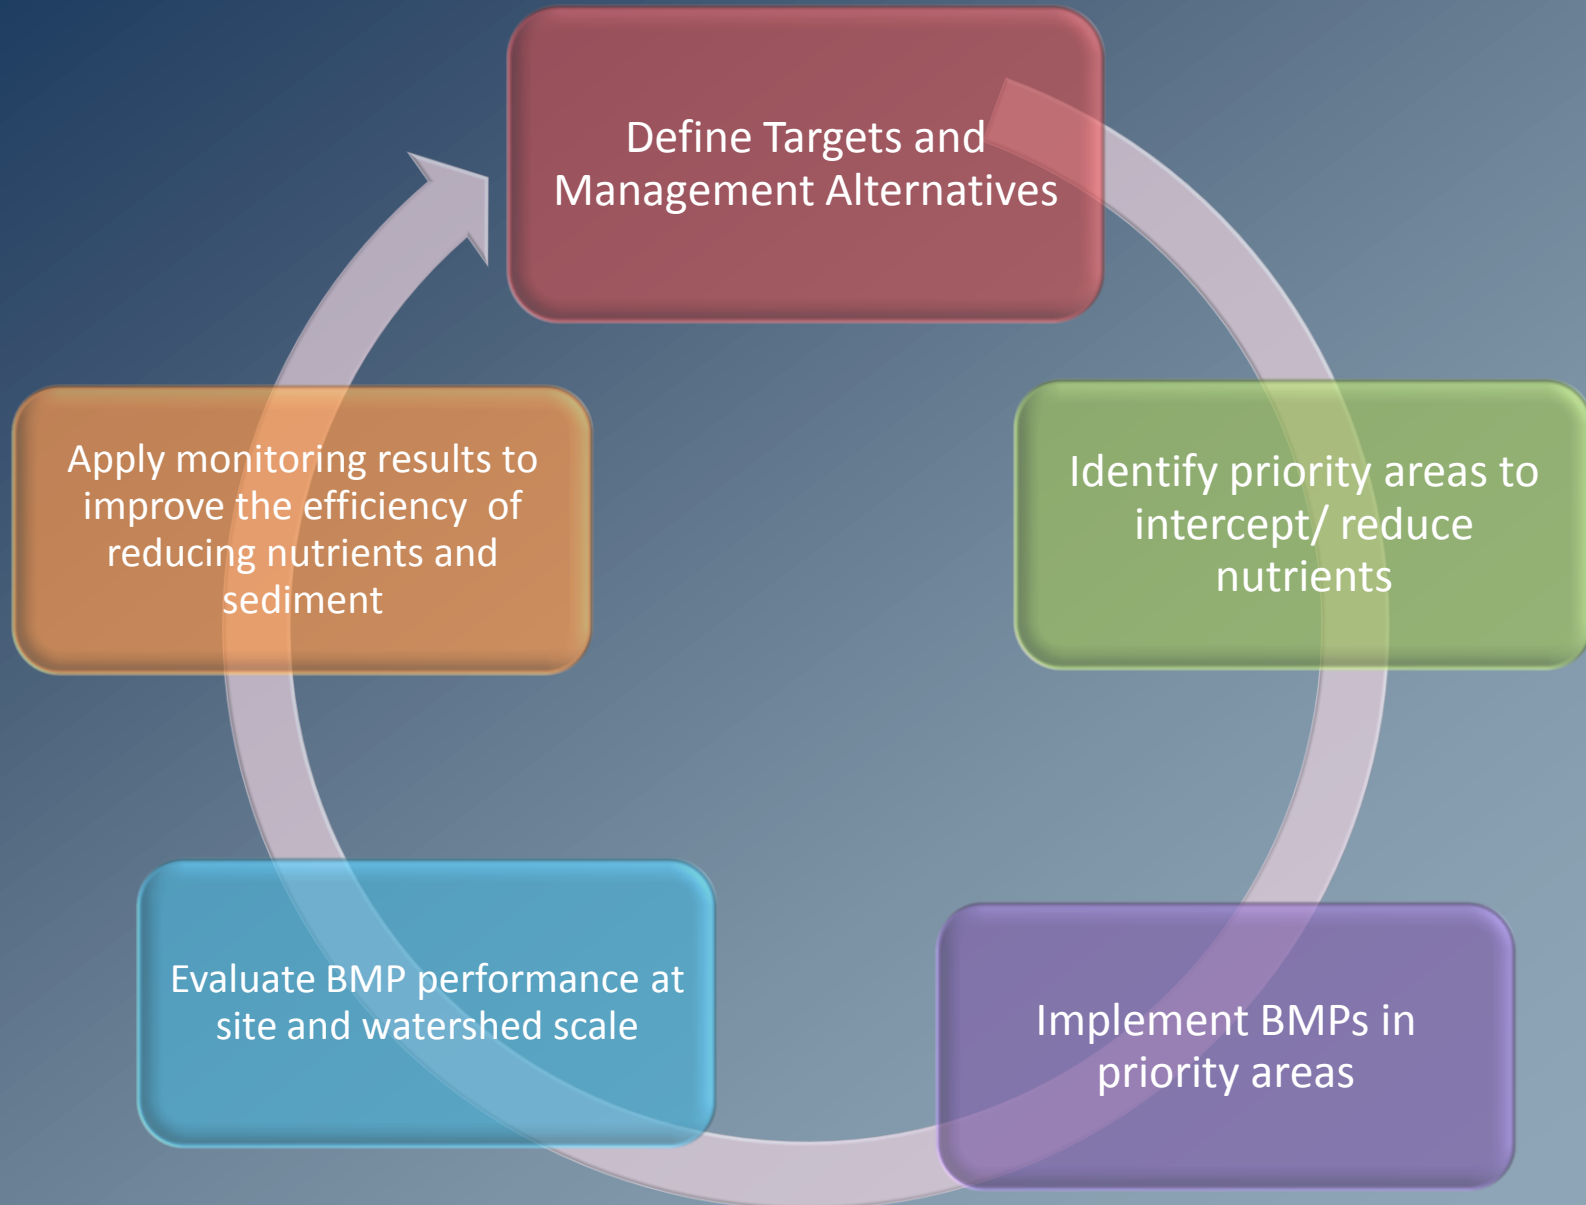 Define Targets and
Management Alternatives
Identify priority areas to
intercept/ reduce
nutrients
Implement BMPs in
priority areas
Evaluate BMP performance at
site and watershed scale
Apply monitoring results to
improve the efficiency  of
reducing nutrients and
sediment